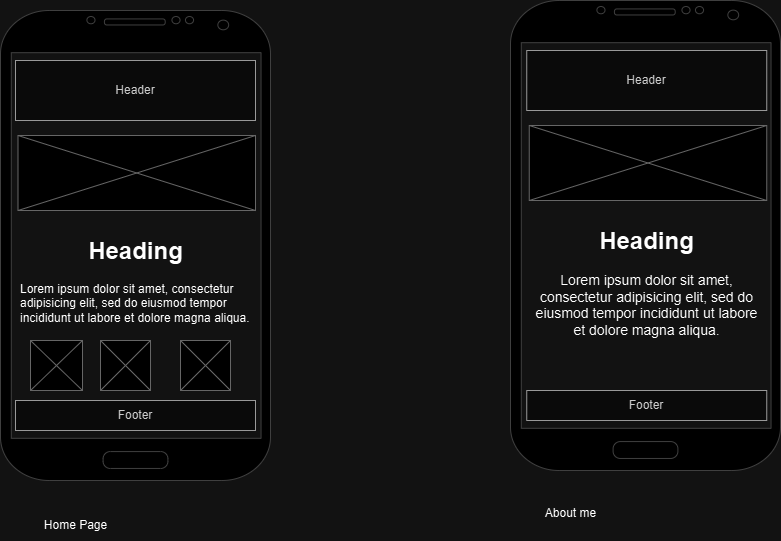 Header
Heading
Lorem ipsum dolor sit amet, consectetur
adipisicing elit, sed do eiusmod tempor
incididunt ut labore et dolore magna aliqua.
Footer
Home Page
Header
Heading
Lorem ipsum dolor sit amet,
consectetur adipisicing elit, sed do
eiusmod tempor incididunt ut labore
et dolore magna aliqua.
Footer
About me